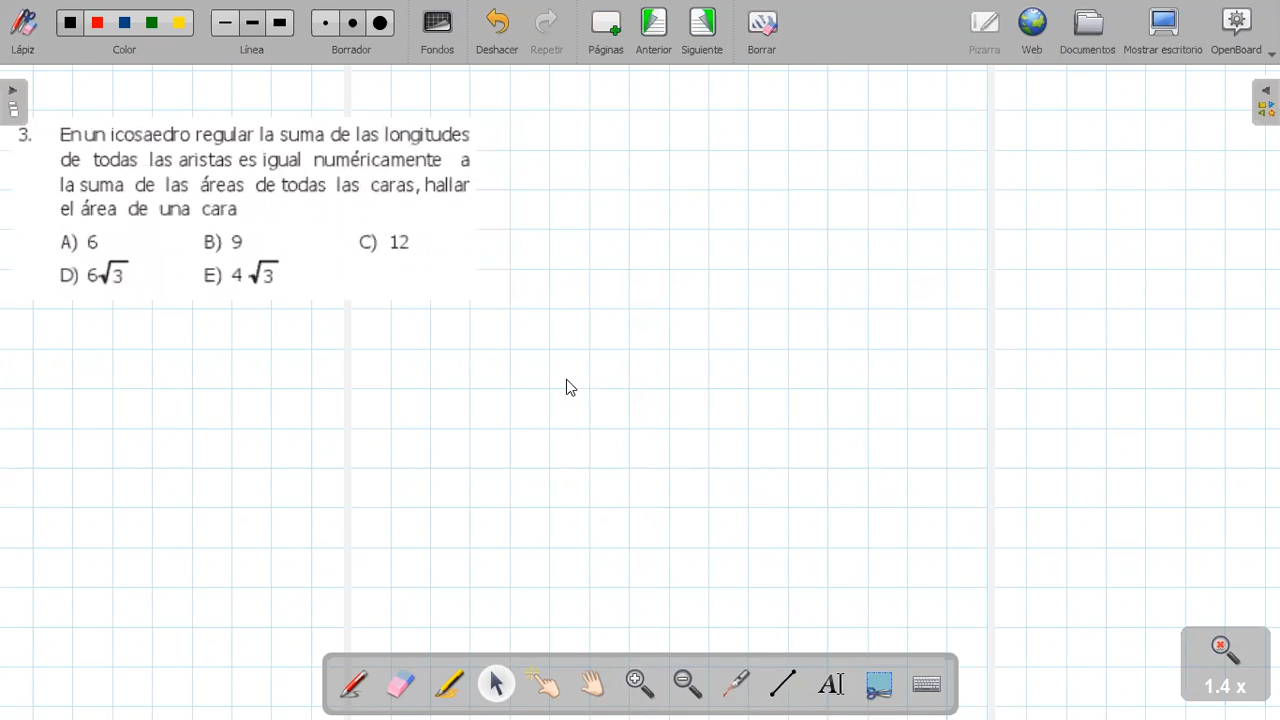 Lápiz Color Línea Borrador Fondos Deshacer Repetir Páginas Anterior Siguiente Borrar Pizarra Web Documentos Mostrar escritorio OpenBoard
3. En un icosaedro regular la suma de las longitudes
de todas las aristas es igual numéricamente a
la suma de las áreas de todas las caras, hallar
el área de una cara
A) 6 B) 9 C) 12
D) 6√3 E) 4 √3
1.4 x